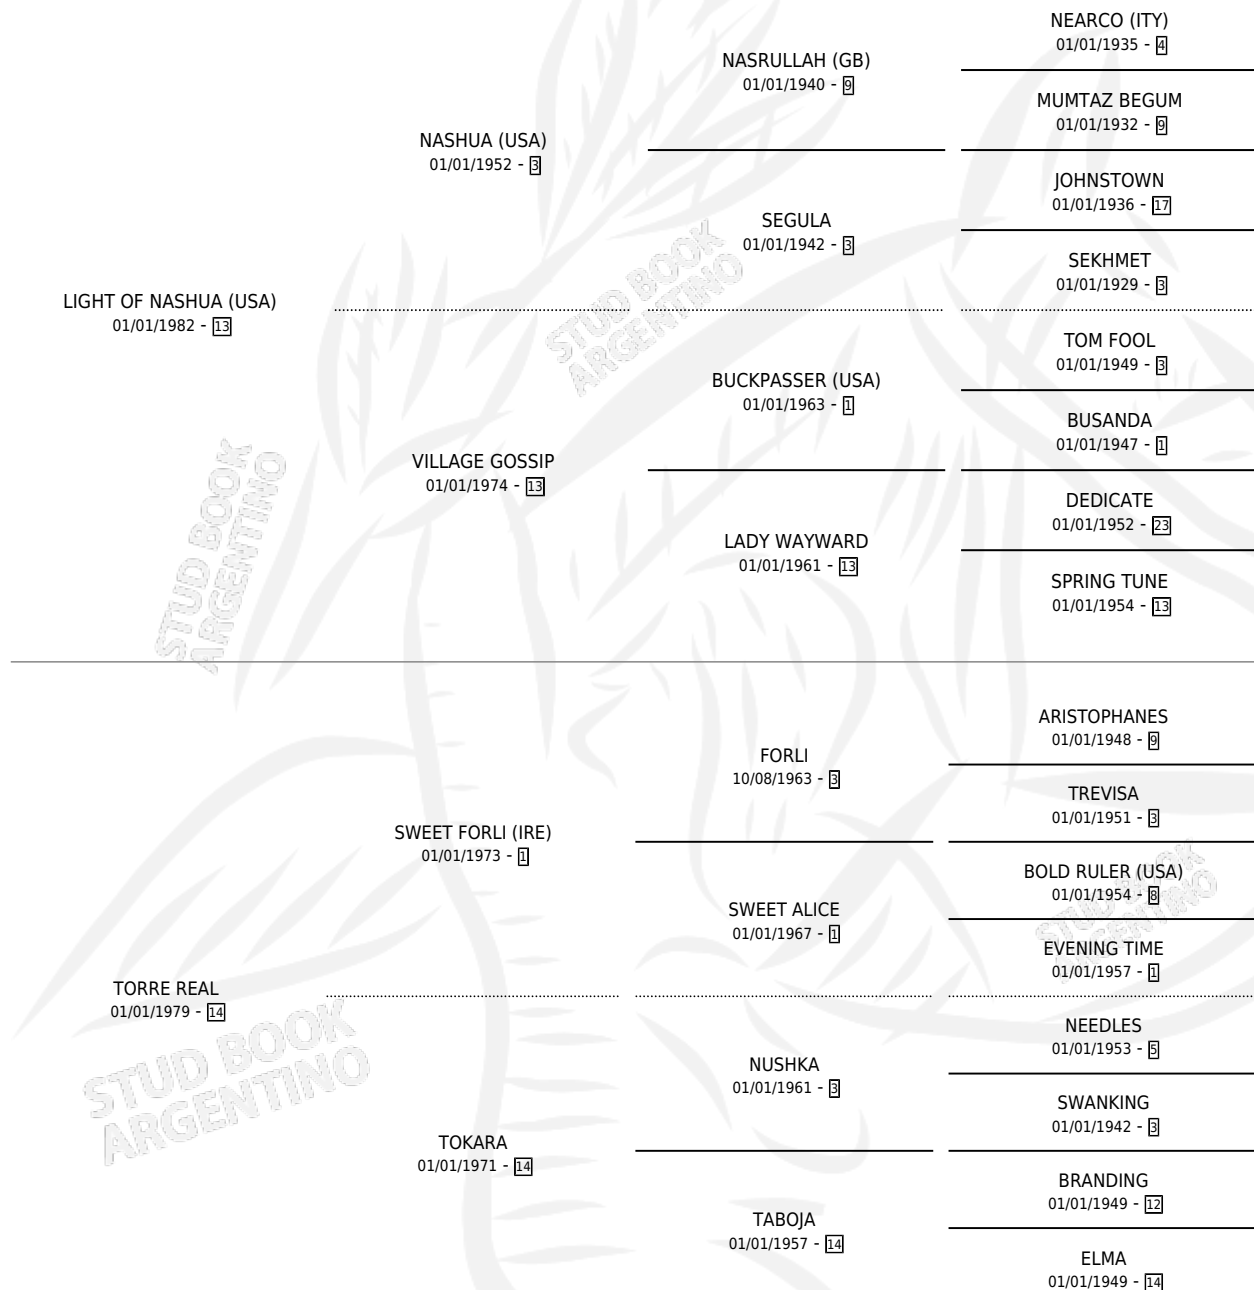 NEARCO (ITY)
01/01/1935 - 4
NASRULLAH (GB)
01/01/1940 - 9
MUMTAZ BEGUM
01/01/1932 - 9
NASHUA (USA)
01/01/1952 - 3
JOHNSTOWN
01/01/1936 - 17
SEGULA
01/01/1942 - 3
SEKHMET
01/01/1929 - 3
LIGHT OF NASHUA (USA)
01/01/1982 - 13
TOM FOOL
01/01/1949 - 3
BUCKPASSER (USA)
01/01/1963 - 1
BUSANDA
01/01/1947 - 1
VILLAGE GOSSIP
01/01/1974 - 13
DEDICATE
01/01/1952 - 23
LADY WAYWARD
01/01/1961 - 13
SPRING TUNE
01/01/1954 - 13
ARISTOPHANES
01/01/1948 - 9
FORLI
10/08/1963 - 3
TREVISA
01/01/1951 - 3
SWEET FORLI (IRE)
01/01/1973 - 1
BOLD RULER (USA)
01/01/1954 - 8
SWEET ALICE
01/01/1967 - 1
EVENING TIME
01/01/1957 - 1
TORRE REAL
01/01/1979 - 14
NEEDLES
01/01/1953 - 5
NUSHKA
01/01/1961 - 3
SWANKING
01/01/1942 - 3
TOKARA
01/01/1971 - 14
BRANDING
01/01/1949 - 12
TABOJA
01/01/1957 - 14
ELMA
01/01/1949 - 14
STUD BOOK
ARGENTINO
STUD BOOK
ARGENTINO
STUD BOOK
ARGENTINO
STUD BOOK
ARGENTINO